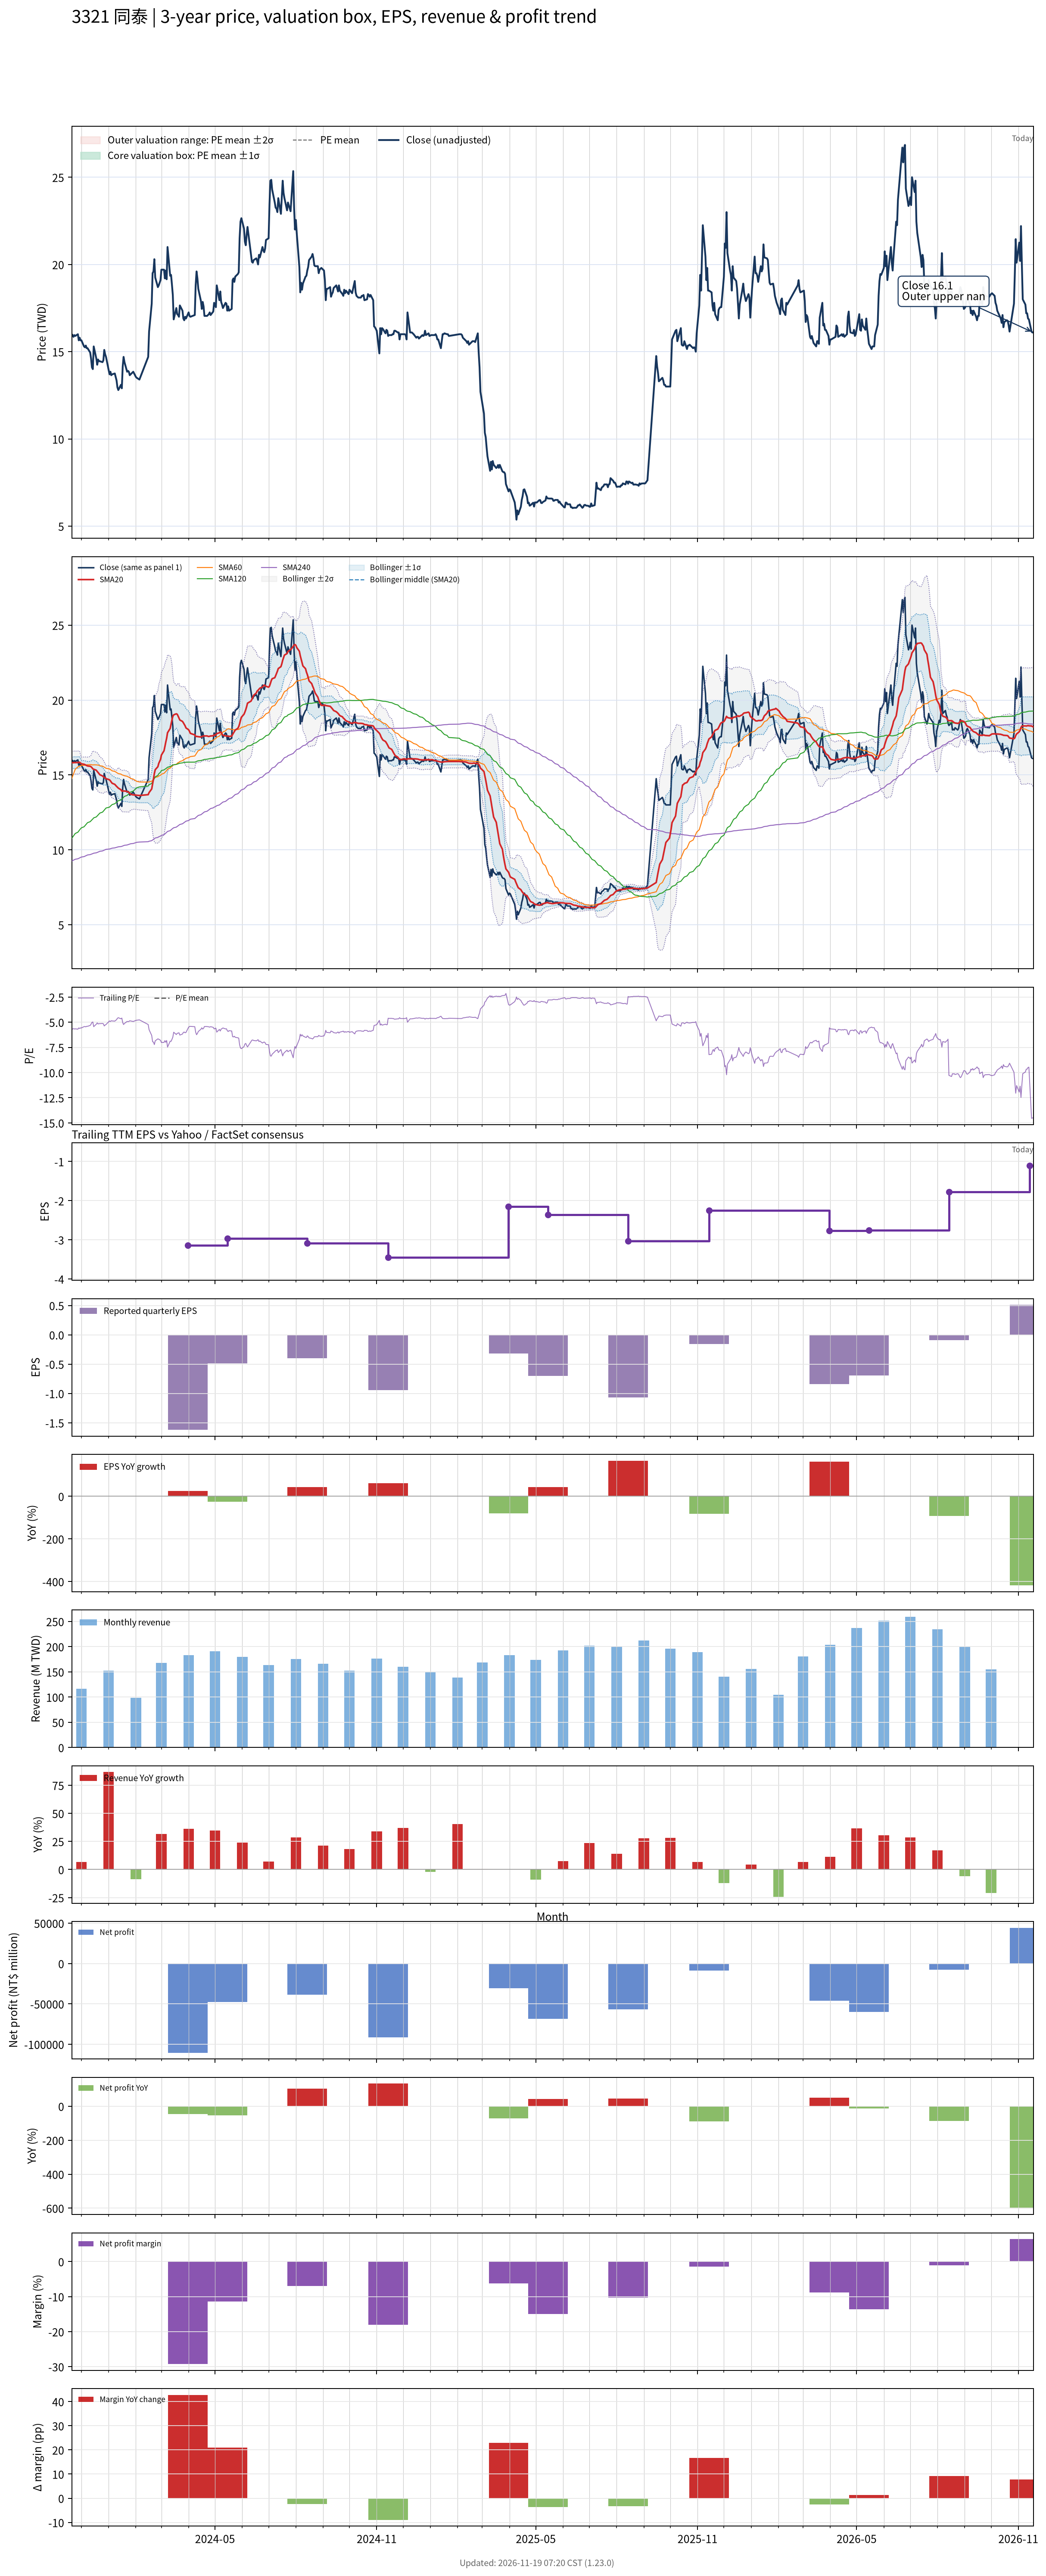 3321 同泰 | 3-year price, valuation box, EPS, revenue & profit trend
Outer valuation range: PE mean ±2σ
PE mean
Close (unadjusted)
Core valuation box: PE mean ±1σ
Today
25
20
15
10
5
Price (TWD)
Close 16.1
Outer upper nan
Close (same as panel 1)
SMA60
SMA240
Bollinger ±1σ
SMA20
SMA120
Bollinger ±2σ
Bollinger middle (SMA20)
25
20
15
10
5
Price
Trailing P/E
P/E mean
-2.5
-5.0
-7.5
-10.0
-12.5
-15.0
P/E
Trailing TTM EPS vs Yahoo / FactSet consensus
Today
-1
-2
-3
-4
EPS
Reported quarterly EPS
0.5
0.0
-0.5
-1.0
-1.5
EPS
EPS YoY growth
0
-200
-400
YoY (%)
Monthly revenue
250
200
150
100
50
0
Revenue (M TWD)
Revenue YoY growth
75
50
25
0
-25
YoY (%)
Month
Net profit
50000
0
-50000
-100000
Net profit (NT$ million)
Net profit YoY
0
-200
-400
-600
YoY (%)
Net profit margin
0
-10
-20
-30
Margin (%)
Margin YoY change
40
30
20
10
0
-10
Δ margin (pp)
2024-05
2024-11
2025-05
2025-11
2026-05
2026-11
Updated: 2026-11-19 07:20 CST (1.23.0)